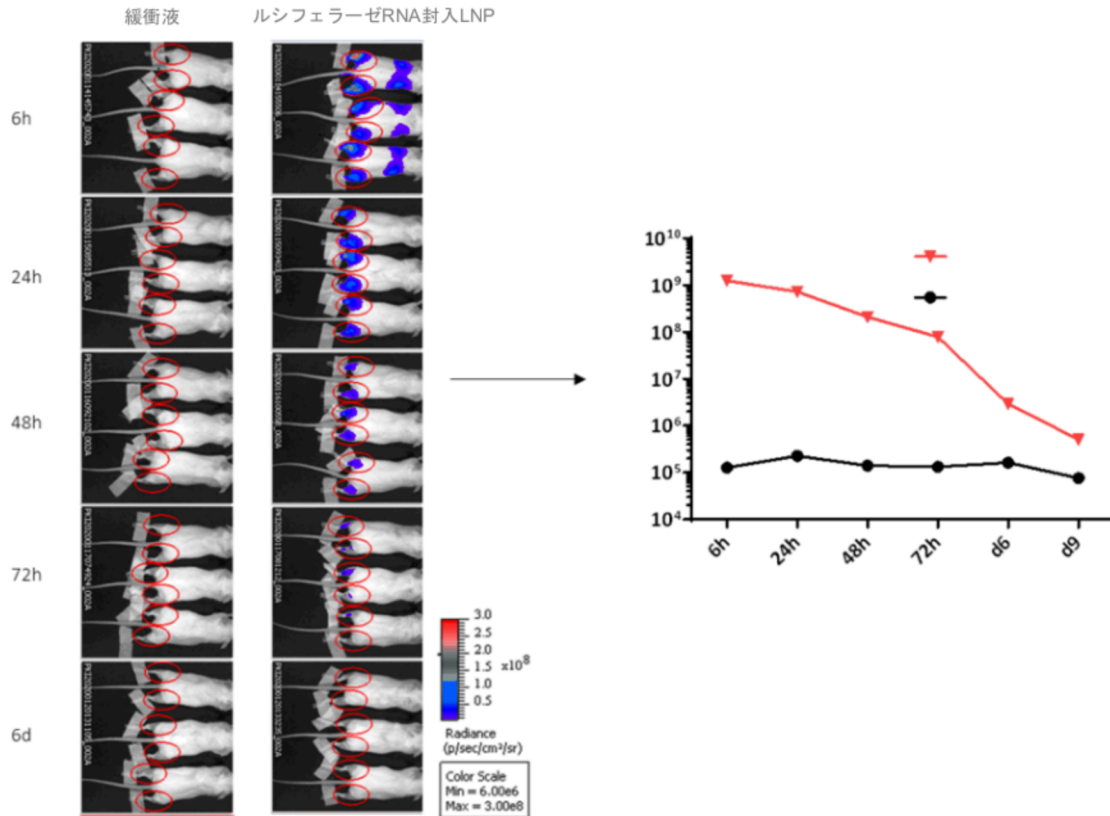 緩衝液
ルシフェラーゼRNA封入LNP
6h
24h
48h
72h
6d
3.0
2.5
2.0
1.5
1.0
0.5
x10⁸
Radiance
(p/sec/cm²/sr)
Color Scale
Min = 6.00e6
Max = 3.00e8
10¹⁰
10⁹
10⁸
10⁷
10⁶
10⁵
10⁴
6h
24h
48h
72h
d6
d9